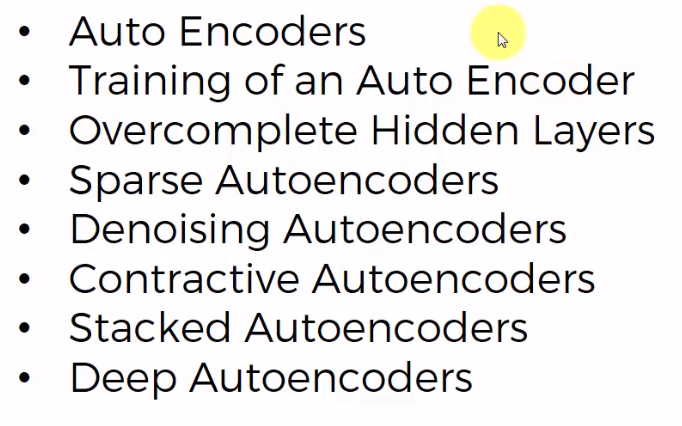 • Auto Encoders
• Training of an Auto Encoder
• Overcomplete Hidden Layers
• Sparse Autoencoders
• Denoising Autoencoders
• Contractive Autoencoders
• Stacked Autoencoders
• Deep Autoencoders